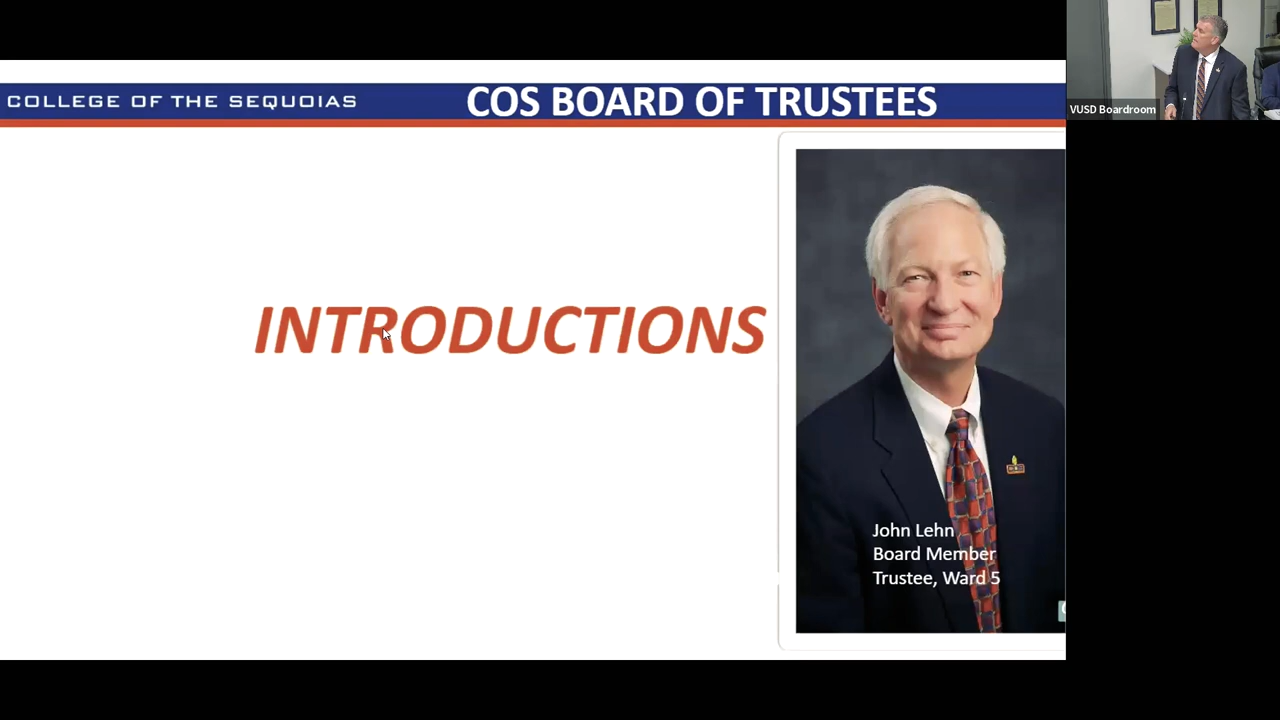 COLLEGE OF THE SEQUOIAS
COS BOARD OF TRUSTEES
VUSD Boardroom
INTRODUCTIONS
John Lehn
Board Member
Trustee, Ward 5